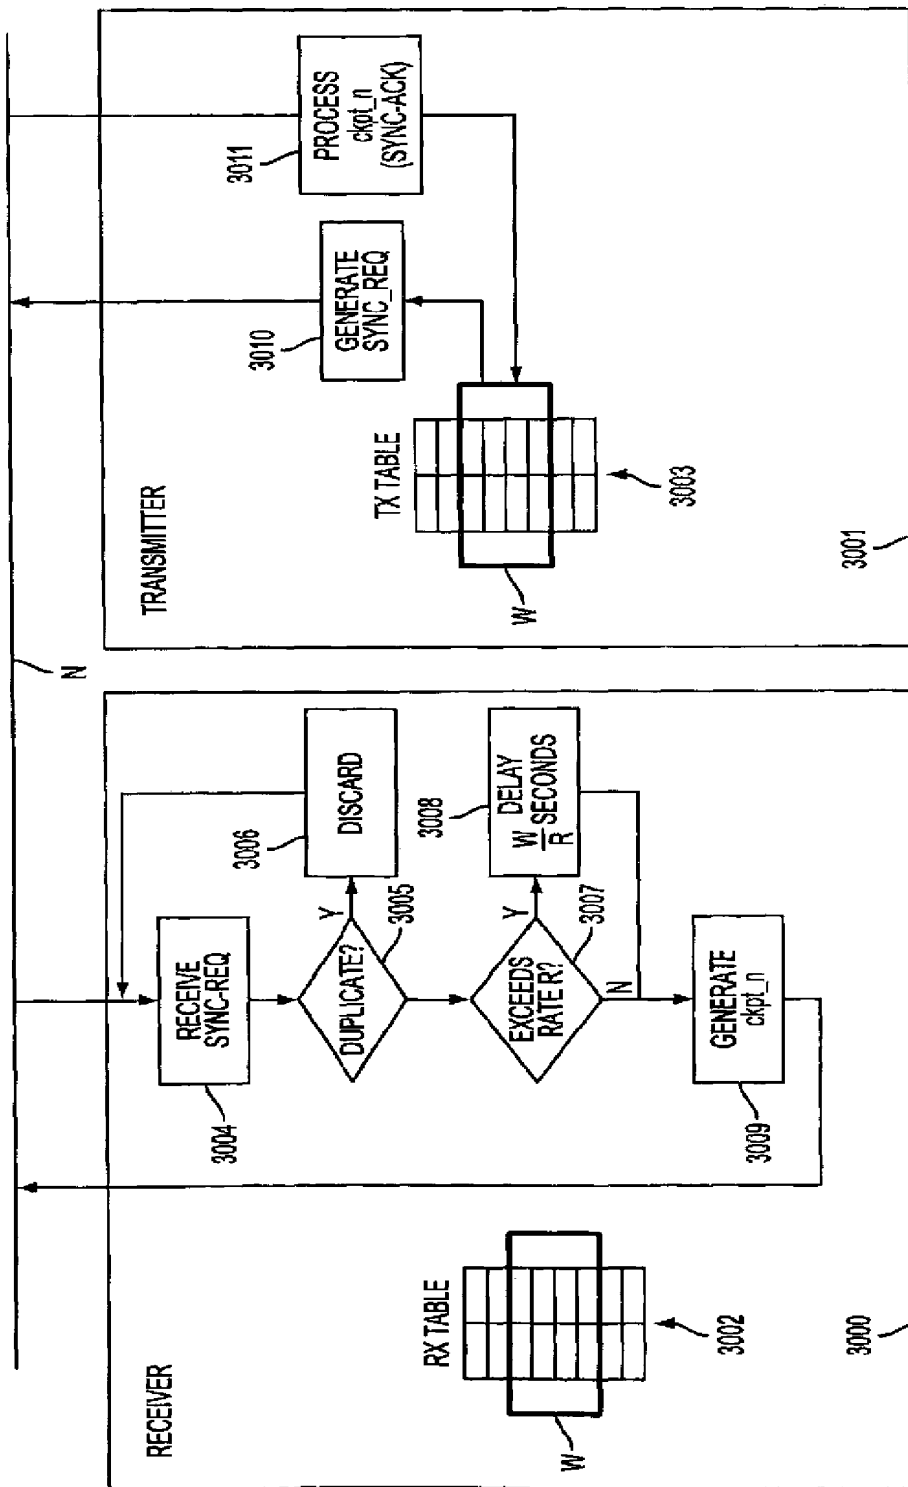 N
RECEIVER
RX TABLE
W
3002
3000
RECEIVE
SYNC-REQ
3004
DUPLICATE?
3005
Y
DISCARD
3006
EXCEEDS
RATE R?
3007
Y
N
DELAY
W
R
SECONDS
3008
GENERATE
ckpt_n
3009
TRANSMITTER
TX TABLE
W
3003
3001
GENERATE
SYNC_REQ
3010
PROCESS
ckpt_n
(SYNC-ACK)
3011